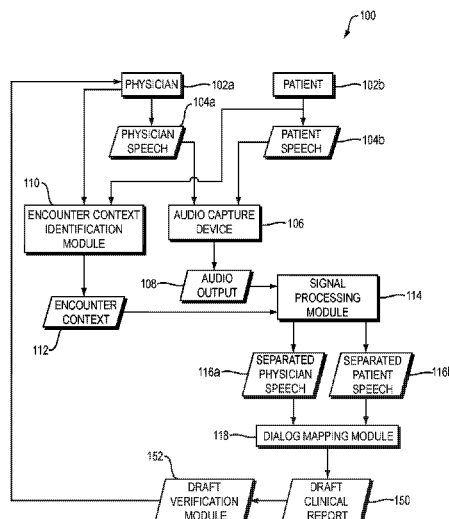 100
PHYSICIAN
102a
PATIENT
102b
104a
PHYSICIAN
SPEECH
PATIENT
SPEECH
104b
110
ENCOUNTER CONTEXT
IDENTIFICATION
MODULE
AUDIO CAPTURE
DEVICE
106
108
AUDIO
OUTPUT
SIGNAL
PROCESSING
MODULE
114
ENCOUNTER
CONTEXT
112
116a
SEPARATED
PHYSICIAN
SPEECH
SEPARATED
PATIENT
SPEECH
118
DIALOG MAPPING MODULE
152
DRAFT
VERIFICATION
MODULE
DRAFT
CLINICAL
REPORT
150